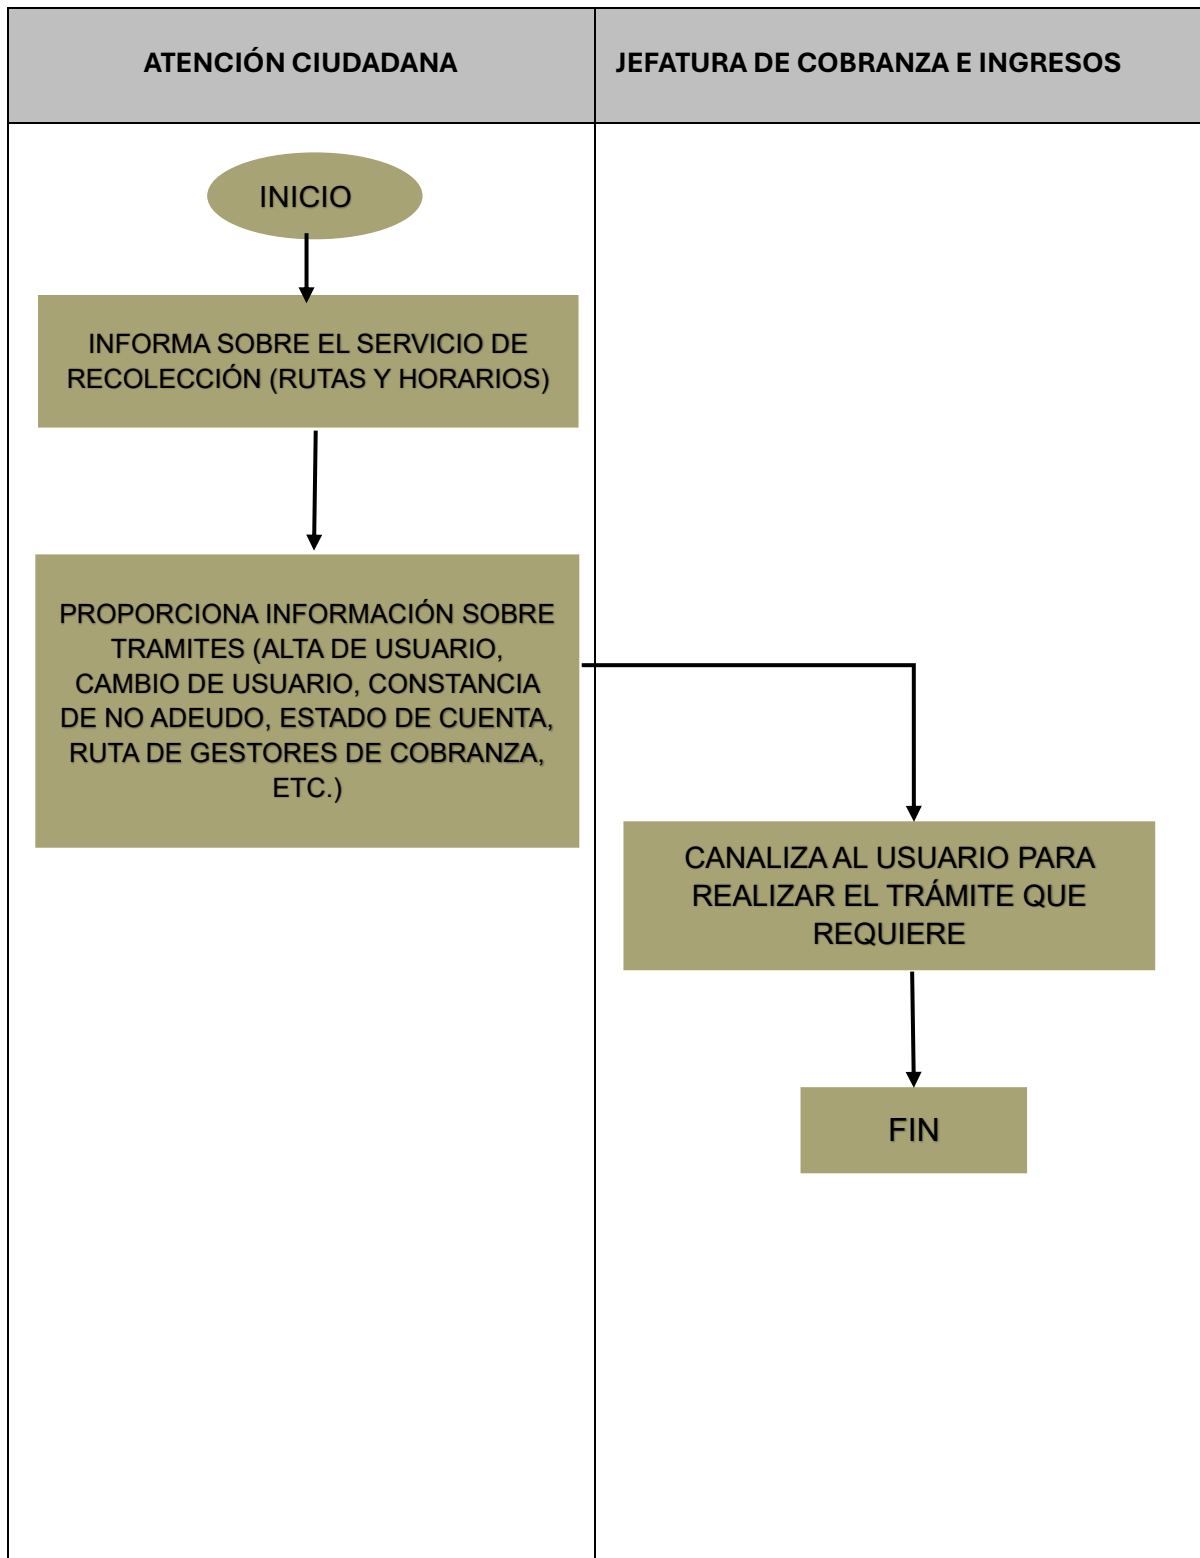 ATENCIÓN CIUDADANA
JEFATURA DE COBRANZA E INGRESOS
INICIO
INFORMA SOBRE EL SERVICIO DE
RECOLECCIÓN (RUTAS Y HORARIOS)
PROPORCIONA INFORMACIÓN SOBRE
TRAMITES (ALTA DE USUARIO,
CAMBIO DE USUARIO, CONSTANCIA
DE NO ADEUDO, ESTADO DE CUENTA,
RUTA DE GESTORES DE COBRANZA,
ETC.)
CANALIZA AL USUARIO PARA
REALIZAR EL TRÁMITE QUE
REQUIERE
FIN